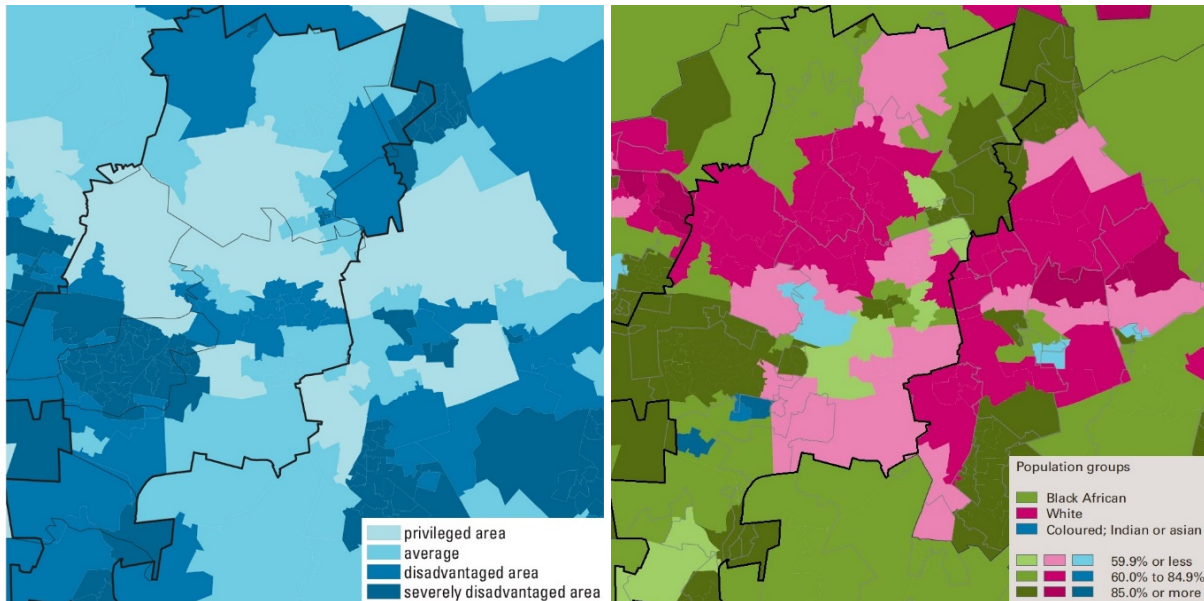 privileged area
average
disadvantaged area
severely disadvantaged area
Population groups
Black African
White
Coloured; Indian or asian
59.9% or less
60.0% to 84.9%
85.0% or more